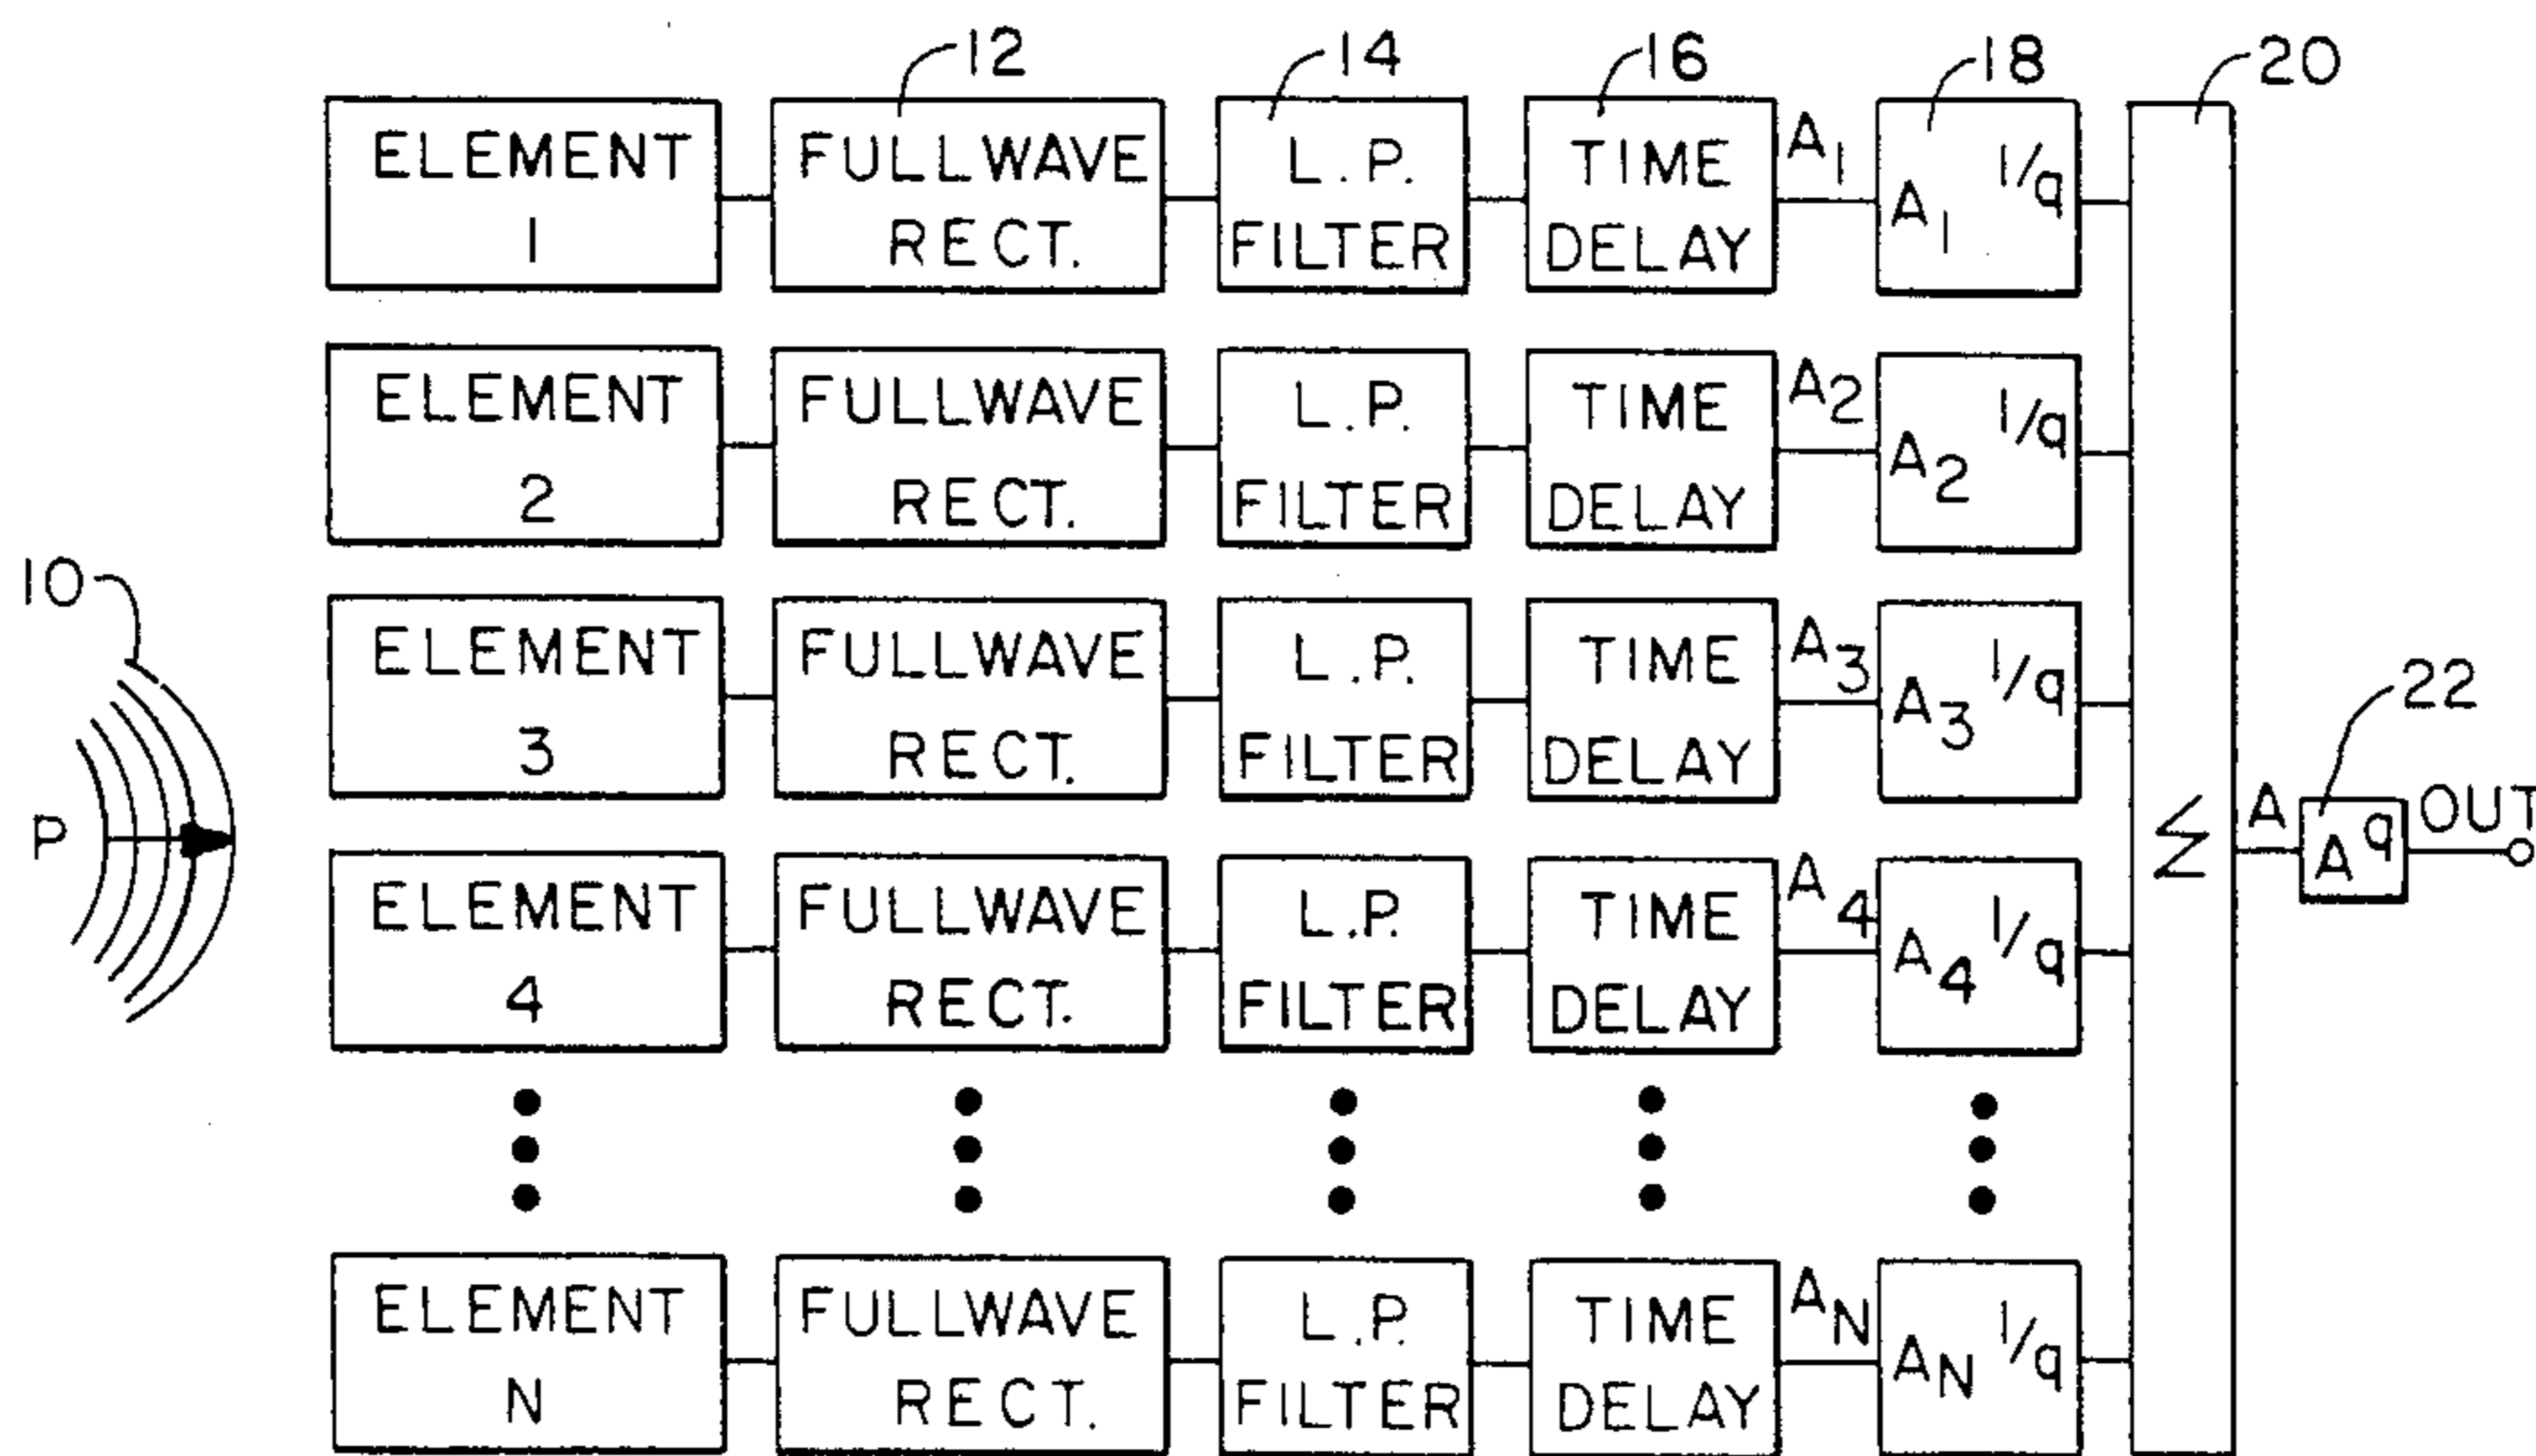 12 14 16 18 20
ELEMENT 1 FULLWAVE RECT. L.P. FILTER TIME DELAY A1 A1 1/q
ELEMENT 2 FULLWAVE RECT. L.P. FILTER TIME DELAY A2 A2 1/q
10
ELEMENT 3 FULLWAVE RECT. L.P. FILTER TIME DELAY A3 A3 1/q
22
P
Σ A A q OUT
ELEMENT 4 FULLWAVE RECT. L.P. FILTER TIME DELAY A4 A4 1/q
ELEMENT N FULLWAVE RECT. L.P. FILTER TIME DELAY AN AN 1/q